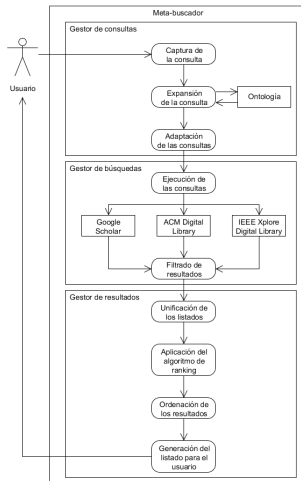 Meta-buscador
Gestor de consultas
Captura de
la consulta
Usuario
Expansión
de la consulta
Ontología
Adaptación
de las consultas
Gestor de búsquedas
Ejecución de
las consultas
Google
Scholar
ACM Digital
Library
IEEE Xplore
Digital Library
Filtrado de
resultados
Gestor de resultados
Unificación de
los listados
Aplicación del
algoritmo de
ranking
Ordenación de
los resultados
Generación del
listado para el
usuario